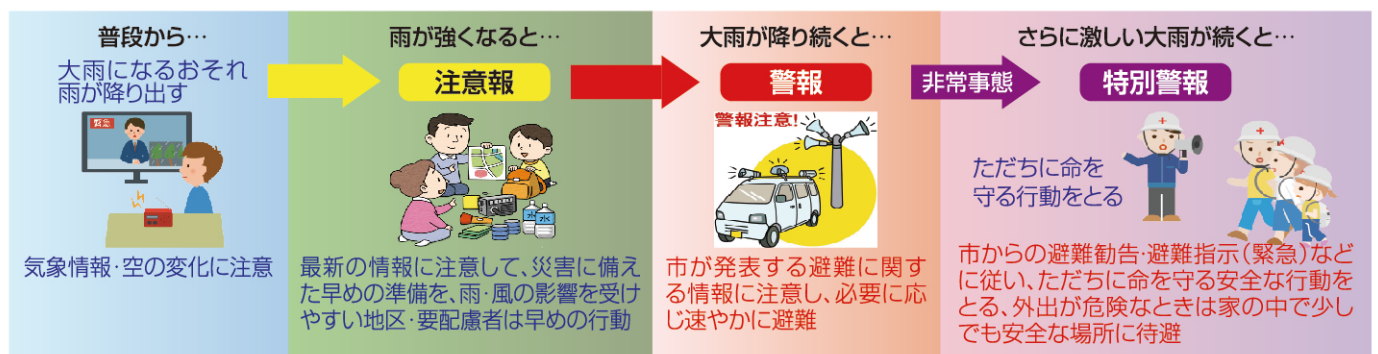 普段から…
大雨になるおそれ
雨が降り出す
緊急
気象情報・空の変化に注意
雨が強くなると…
注意報
水
水
最新の情報に注意して、災害に備え
た早めの準備を、雨・風の影響を受け
やすい地区・要配慮者は早めの行動
大雨が降り続くと…
警報
警報注意!
市が発表する避難に関す
る情報に注意し、必要に応
じ速やかに避難
非常事態
さらに激しい大雨が続くと…
特別警報
ただちに命を
守る行動をとる
市からの避難勧告・避難指示(緊急)など
に従い、ただちに命を守る安全な行動を
とる、外出が危険なときは家の中で少し
でも安全な場所に待避